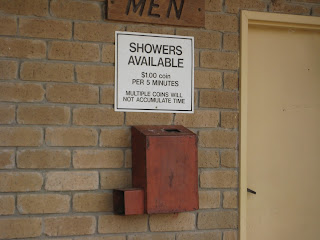 MEN
SHOWERS
AVAILABLE
$1.00 coin
PER 5 MINUTES
MULTIPLE COINS WILL
NOT ACCUMULATE TIME